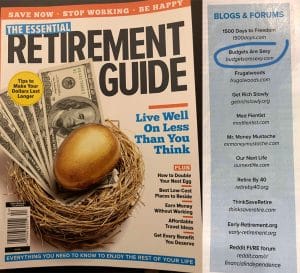 SAVE NOW • STOP WORKING • BE HAPPY
THE ESSENTIAL
RETIREMENT
GUIDE
Tips to
Make Your
Dollars Last
Longer
Live Well
On Less
Than You
Think
PLUS
How to Double
Your Nest Egg
Best Low-Cost
Places to Reside
Earn Money
Without Working
Affordable
Travel Ideas
Get Every Benefit
You Deserve
EVERYTHING YOU NEED TO KNOW TO ENJOY THE REST OF YOUR LIFE
BLOGS & FORUMS
1500 Days to Freedom
1500days.com
Budgets Are Sexy
budgetsaresexy.com
Frugalwoods
frugalwoods.com
Get Rich Slowly
getrichslowly.org
Mad Fientist
madfientist.com
Mr. Money Mustache
mrmoneymustache.com
Our Next Life
ournextlife.com
Retire By 40
retireby40.org
ThinkSaveRetire
thinksaveretire.com
Early-Retirement.org
early-retirement.org
Reddit FIRE forum
reddit.com/r/
financialindependence